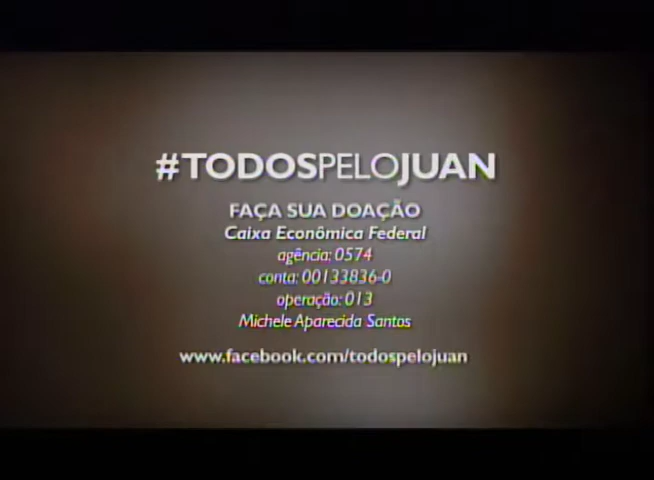 #TODOSPELOJUAN
FAÇA SUA DOAÇÃO
Caixa Econômica Federal
agência: 0574
conta: 00133836-0
operação: 013
Michele Aparecida Santos
www.facebook.com/todospelojuan